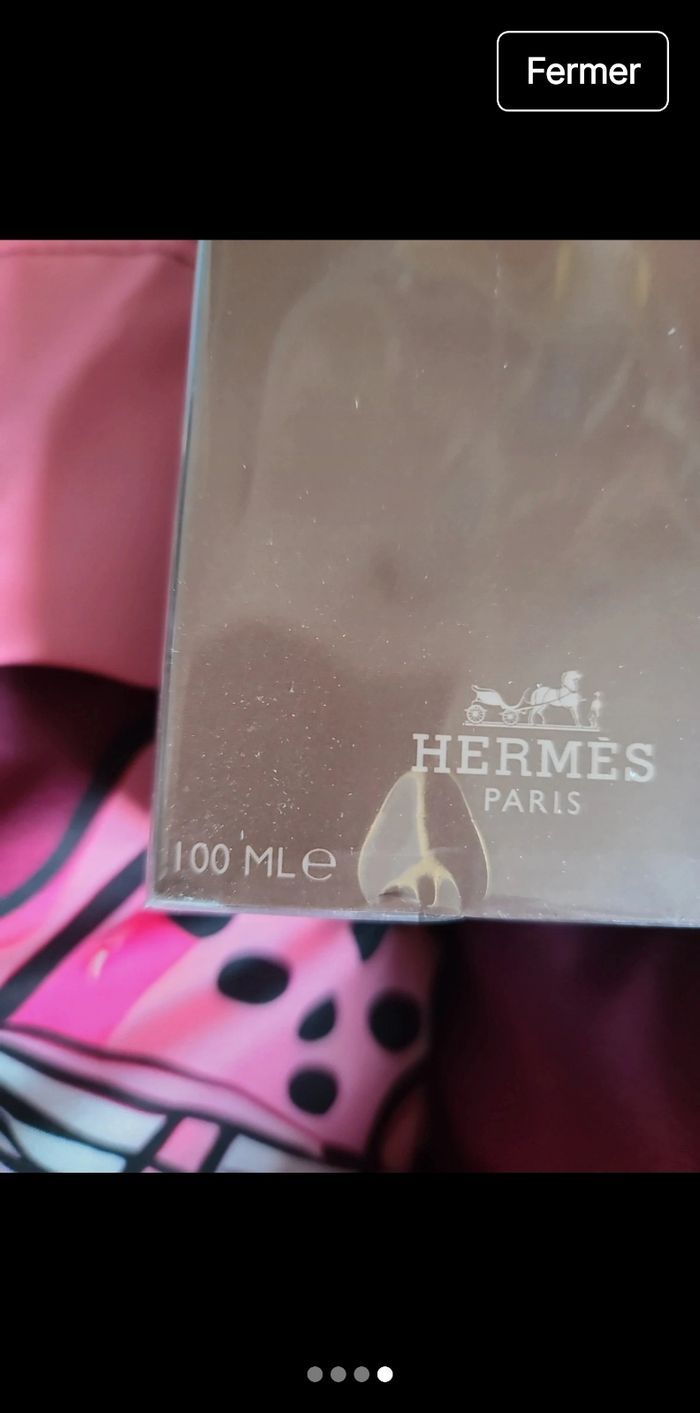 Fermer
HERMÈS
PARIS
100 ML e